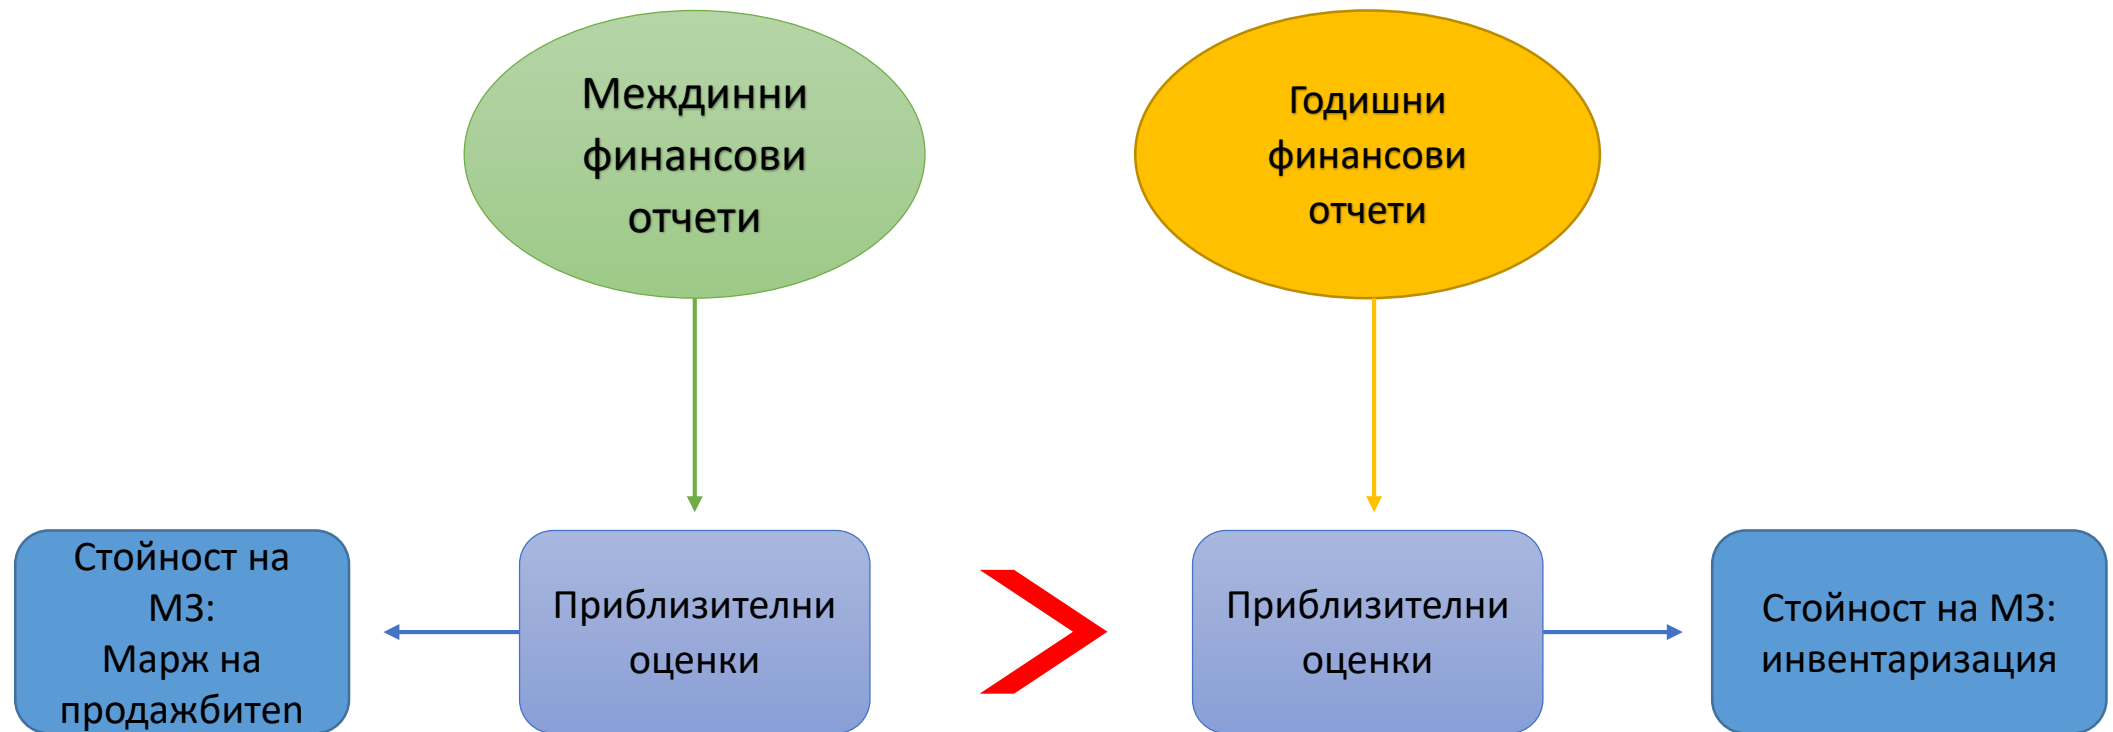 Междинни
финансови
отчети
Годишни
финансови
отчети
Стойност на
МЗ:
Марж на
продажбитеn
Приблизителни
оценки
Приблизителни
оценки
Стойност на МЗ:
инвентаризация